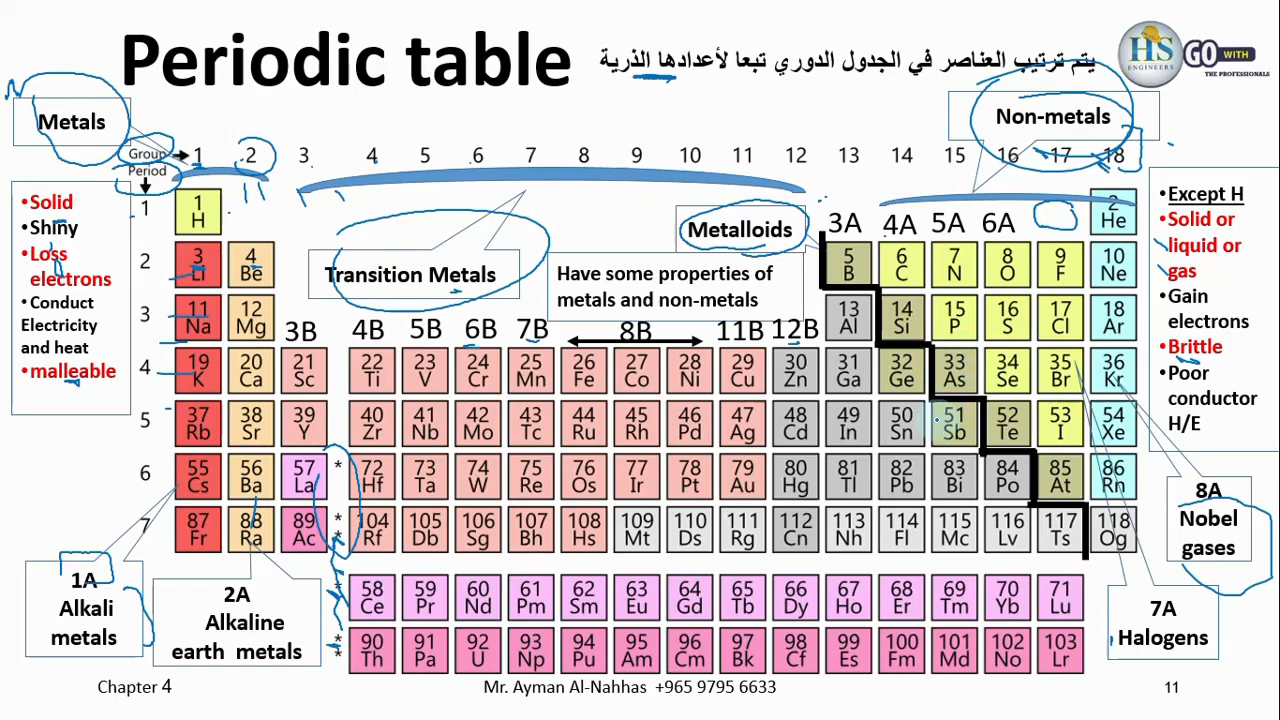 Periodic table
يتم ترتيب العناصر في الجدول الدوري تبعا لأعدادها الذرية
HS
ENGINEERS
GO WITH
THE PROFESSIONALS
Metals
Non-metals
Group 1 2 3 4 5 6 7 8 9 10 11 12 13 14 15 16 17 18
Period
•Solid
•Shiny
•Loss
electrons
•Conduct
Electricity
and heat
•malleable
•Except H
•Solid or
liquid or
gas
•Gain
electrons
•Brittle
•Poor
conductor
H/E
Transition Metals
Metalloids
Have some properties of
metals and non-metals
3A 4A 5A 6A
3B 4B 5B 6B 7B 8B 11B 12B
1 1 2
H He
2 3 4 5 6 7 8 9 10
Li Be B C N O F Ne
3 11 12 13 14 15 16 17 18
Na Mg Al Si P S Cl Ar
4 19 20 21 22 23 24 25 26 27 28 29 30 31 32 33 34 35 36
K Ca Sc Ti V Cr Mn Fe Co Ni Cu Zn Ga Ge As Se Br Kr
5 37 38 39 40 41 42 43 44 45 46 47 48 49 50 51 52 53 54
Rb Sr Y Zr Nb Mo Tc Ru Rh Pd Ag Cd In Sn Sb Te I Xe
6 55 56 57 * 72 73 74 75 76 77 78 79 80 81 82 83 84 85 86
Cs Ba La Hf Ta W Re Os Ir Pt Au Hg Tl Pb Bi Po At Rn
7 87 88 89 * * 104 105 106 107 108 109 110 111 112 113 114 115 116 117 118
Fr Ra Ac Rf Db Sg Bh Hs Mt Ds Rg Cn Nh Fl Mc Lv Ts Og
* 58 59 60 61 62 63 64 65 66 67 68 69 70 71
Ce Pr Nd Pm Sm Eu Gd Tb Dy Ho Er Tm Yb Lu
* * 90 91 92 93 94 95 96 97 98 99 100 101 102 103
Th Pa U Np Pu Am Cm Bk Cf Es Fm Md No Lr
1A
Alkali
metals
2A
Alkaline
earth metals
8A
Nobel
gases
7A
Halogens
Chapter 4
Mr. Ayman Al-Nahhas +965 9795 6633
11